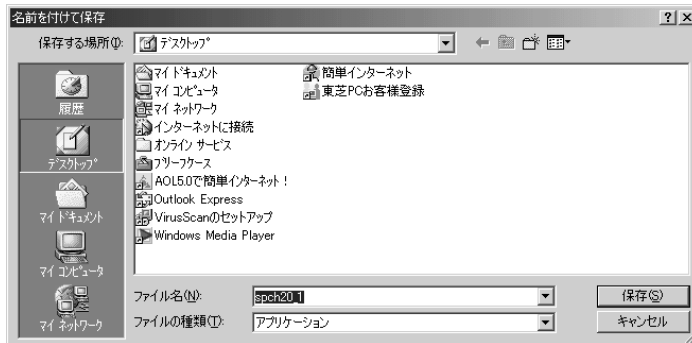 名前を付けて保存
保存する場所(I):
デスクトップ
履歴
デスクトップ
マイ ドキュメント
マイ コンピュータ
マイ ネットワーク
マイ ドキュメント
マイ コンピュータ
マイ ネットワーク
インターネットに接続
オンライン サービス
ブリーフケース
AOL5.0で簡単インターネット!
Outlook Express
VirusScanのセットアップ
Windows Media Player
簡単インターネット
東芝PCお客様登録
ファイル名(N):
spch20_1
保存(S)
ファイルの種類(T):
アプリケーション
キャンセル